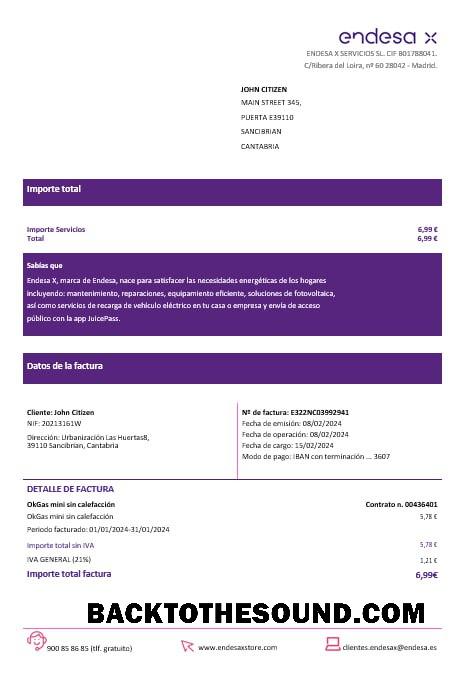 endesa x
ENDESA X SERVICIOS SL. CIF B01788041.
C/Ribera del Loira, nº 60 28042 - Madrid.
JOHN CITIZEN
MAIN STREET 345,
PUERTA E39110
SANCIBRIAN
CANTABRIA
Importe total
Importe Servicios 6,99 €
Total 6,99 €
Sabías que
Endesa X, marca de Endesa, nace para satisfacer las necesidades energéticas de los hogares
incluyendo: mantenimiento, reparaciones, equipamiento eficiente, soluciones de fotovoltaica,
así como servicios de recarga de vehículo eléctrico en tu casa o empresa y envía de acceso
público con la app JuicePass.
Datos de la factura
Cliente: John Citizen
NIF: 20213161W
Dirección: Urbanización Las Huertas8,
39110 Sancibrian, Cantabria
Nº de factura: E322NC03992941
Fecha de emisión: 08/02/2024
Fecha de operación: 08/02/2024
Fecha de cargo: 15/02/2024
Modo de pago: IBAN con terminación ... 3607
DETALLE DE FACTURA
OkGas mini sin calefacción Contrato n. 00436401
OkGas mini sin calefacción 5,78 €
Periodo facturado: 01/01/2024-31/01/2024
Importe total sin IVA 5,78 €
IVA GENERAL (21%) 1,21 €
Importe total factura 6,99€
BACKTOTHESOUND.COM
900 85 86 85 (tlf. gratuito) www.endesaxstore.com clientes.endesax@endesa.es